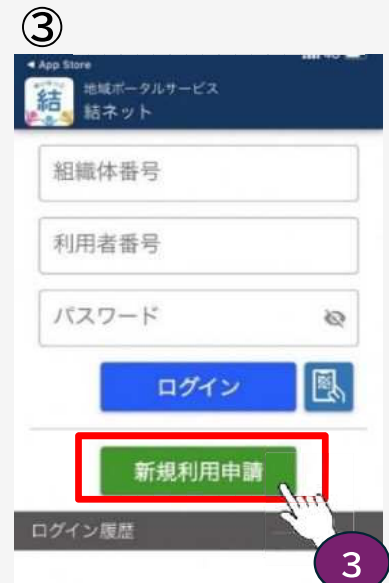 ③
◀ App Store
地域ポータルサービス
結
結ネット
組織体番号
利用者番号
パスワード
ログイン
新規利用申請
ログイン履歴
3